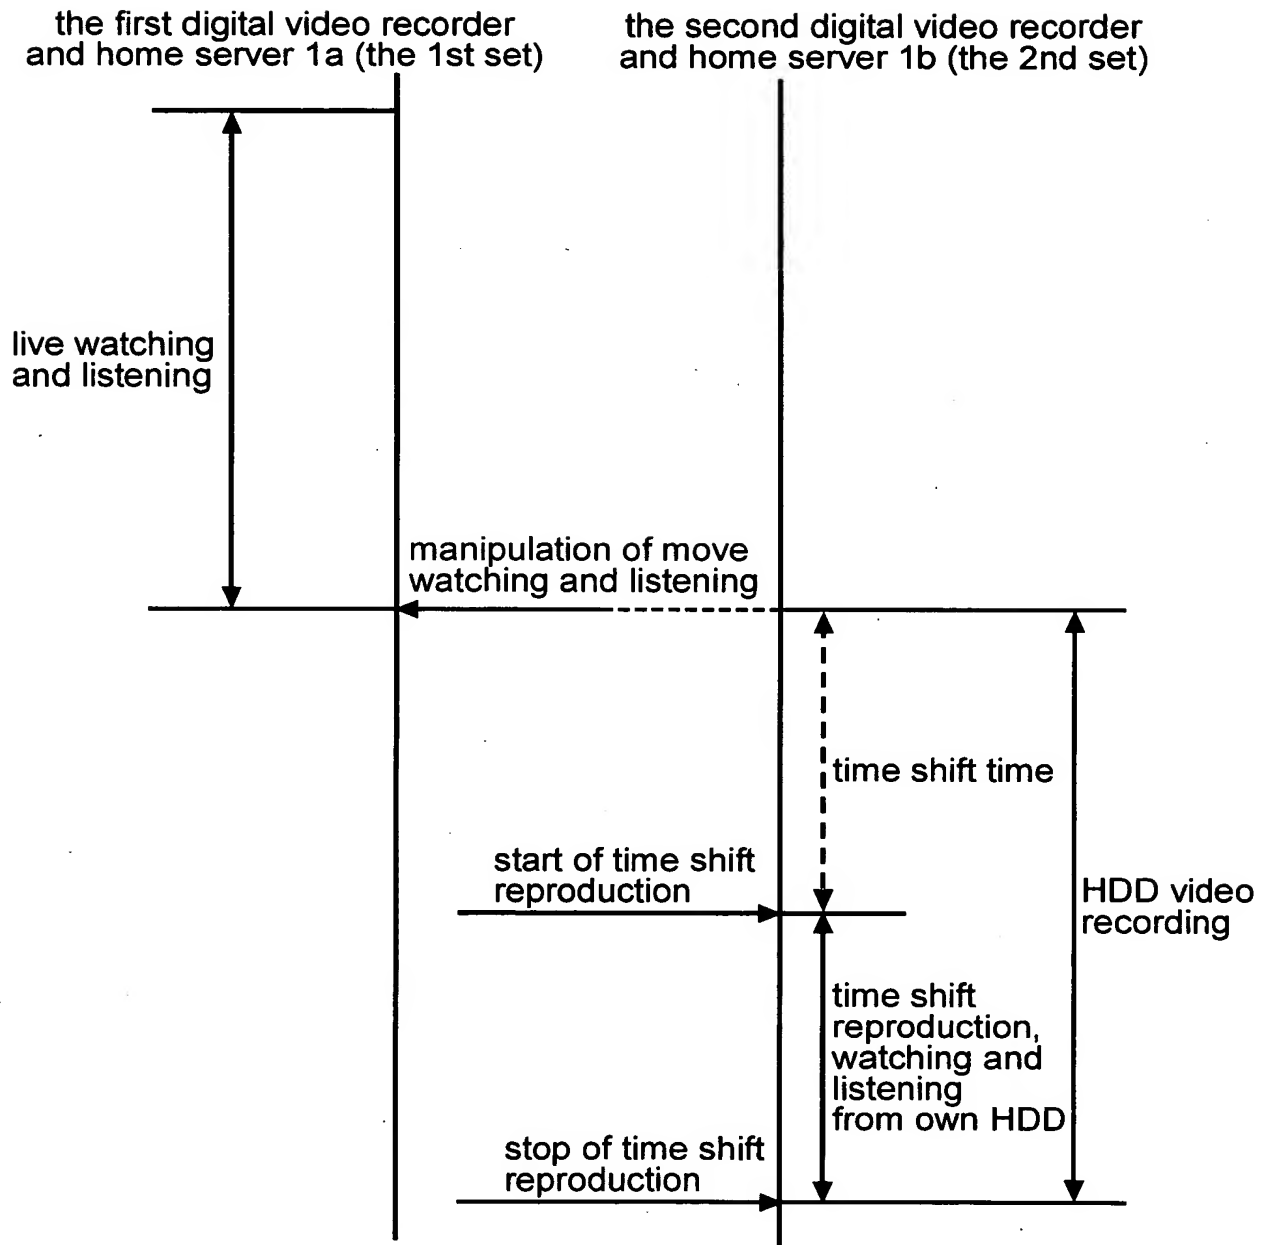 the first digital video recorder
and home server 1a (the 1st set)
the second digital video recorder
and home server 1b (the 2nd set)
live watching
and listening
manipulation of move
watching and listening
time shift time
start of time shift
reproduction
HDD video
recording
time shift
reproduction,
watching and
listening
from own HDD
stop of time shift
reproduction